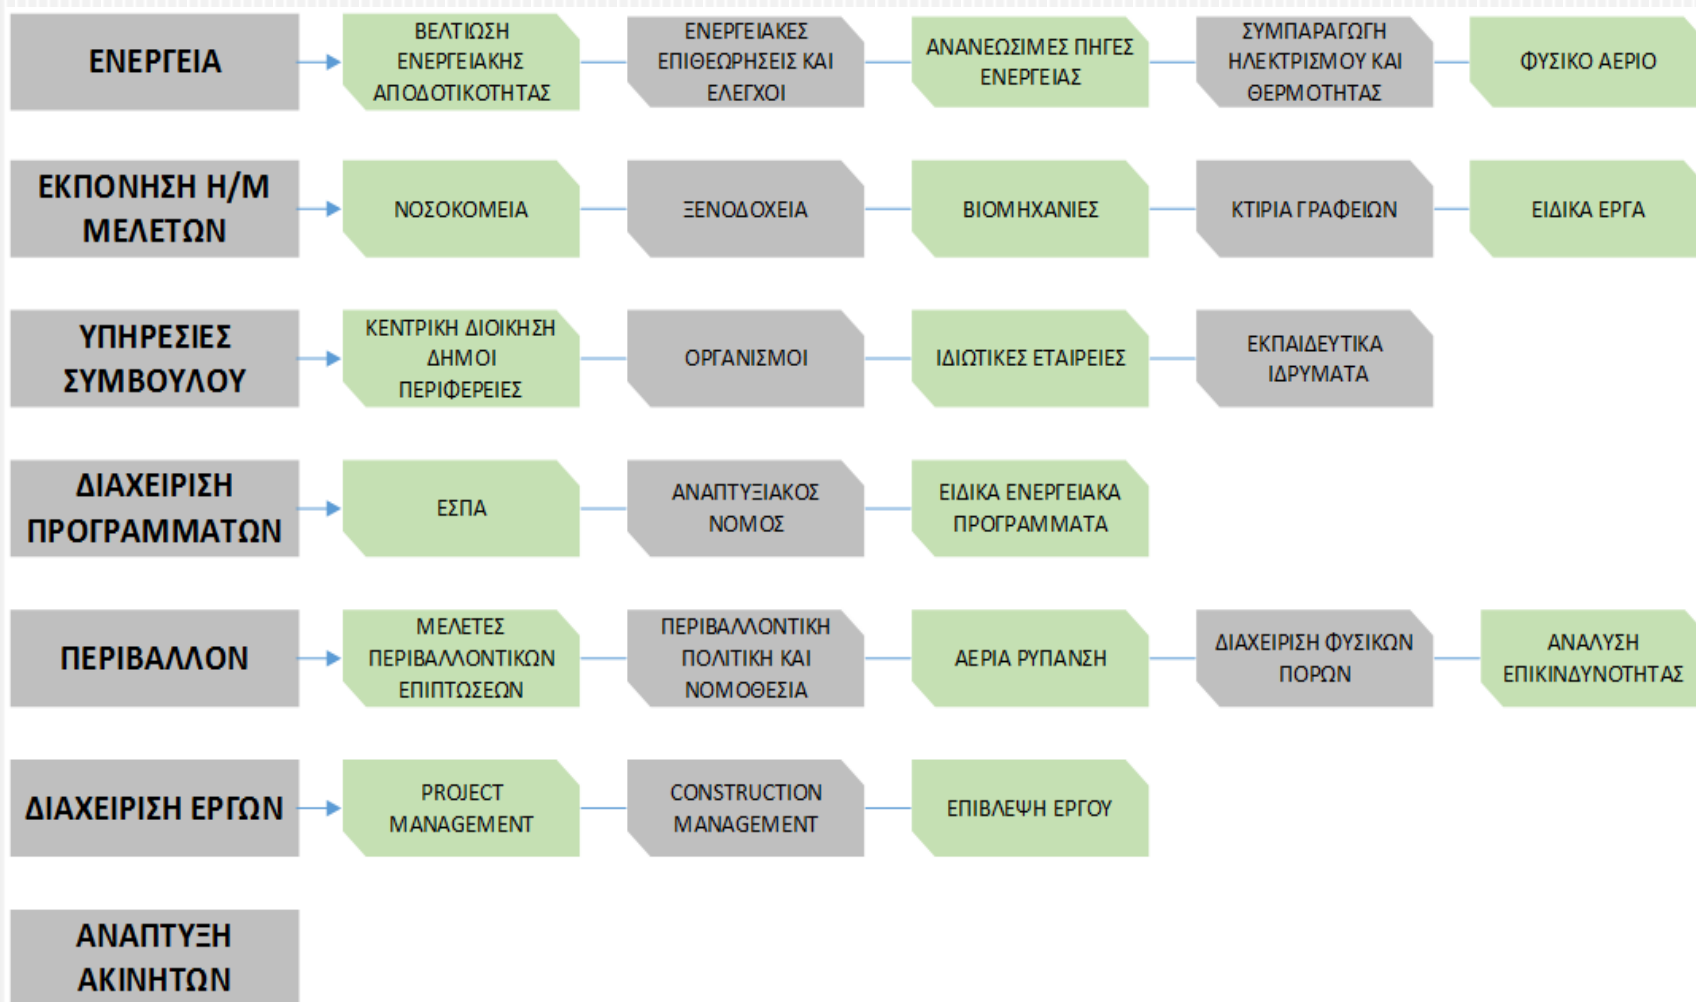 ΕΝΕΡΓΕΙΑ
ΒΕΛΤΙΩΣΗ
ΕΝΕΡΓΕΙΑΚΗΣ
ΑΠΟΔΟΤΙΚΟΤΗΤΑΣ
ΕΝΕΡΓΕΙΑΚΕΣ
ΕΠΙΘΕΩΡΗΣΕΙΣ ΚΑΙ
ΕΛΕΓΧΟΙ
ΑΝΑΝΕΩΣΙΜΕΣ ΠΗΓΕΣ
ΕΝΕΡΓΕΙΑΣ
ΣΥΜΠΑΡΑΓΩΓΗ
ΗΛΕΚΤΡΙΣΜΟΥ ΚΑΙ
ΘΕΡΜΟΤΗΤΑΣ
ΦΥΣΙΚΟ ΑΕΡΙΟ
ΕΚΠΟΝΗΣΗ Η/Μ
ΜΕΛΕΤΩΝ
ΝΟΣΟΚΟΜΕΙΑ
ΞΕΝΟΔΟΧΕΙΑ
ΒΙΟΜΗΧΑΝΙΕΣ
ΚΤΙΡΙΑ ΓΡΑΦΕΙΩΝ
ΕΙΔΙΚΑ ΕΡΓΑ
ΥΠΗΡΕΣΙΕΣ
ΣΥΜΒΟΥΛΟΥ
ΚΕΝΤΡΙΚΗ ΔΙΟΙΚΗΣΗ
ΔΗΜΟΙ
ΠΕΡΙΦΕΡΕΙΕΣ
ΟΡΓΑΝΙΣΜΟΙ
ΙΔΙΩΤΙΚΕΣ ΕΤΑΙΡΕΙΕΣ
ΕΚΠΑΙΔΕΥΤΙΚΑ
ΙΔΡΥΜΑΤΑ
ΔΙΑΧΕΙΡΙΣΗ
ΠΡΟΓΡΑΜΜΑΤΩΝ
ΕΣΠΑ
ΑΝΑΠΤΥΞΙΑΚΟΣ
ΝΟΜΟΣ
ΕΙΔΙΚΑ ΕΝΕΡΓΕΙΑΚΑ
ΠΡΟΓΡΑΜΜΑΤΑ
ΠΕΡΙΒΑΛΛΟΝ
ΜΕΛΕΤΕΣ
ΠΕΡΙΒΑΛΛΟΝΤΙΚΩΝ
ΕΠΙΠΤΩΣΕΩΝ
ΠΕΡΙΒΑΛΛΟΝΤΙΚΗ
ΠΟΛΙΤΙΚΗ ΚΑΙ
ΝΟΜΟΘΕΣΙΑ
ΑΕΡΙΑ ΡΥΠΑΝΣΗ
ΔΙΑΧΕΙΡΙΣΗ ΦΥΣΙΚΩΝ
ΠΟΡΩΝ
ΑΝΑΛΥΣΗ
ΕΠΙΚΙΝΔΥΝΟΤΗΤΑΣ
ΔΙΑΧΕΙΡΙΣΗ ΕΡΓΩΝ
PROJECT
MANAGEMENT
CONSTRUCTION
MANAGEMENT
ΕΠΙΒΛΕΨΗ ΕΡΓΟΥ
ΑΝΑΠΤΥΞΗ
ΑΚΙΝΗΤΩΝ